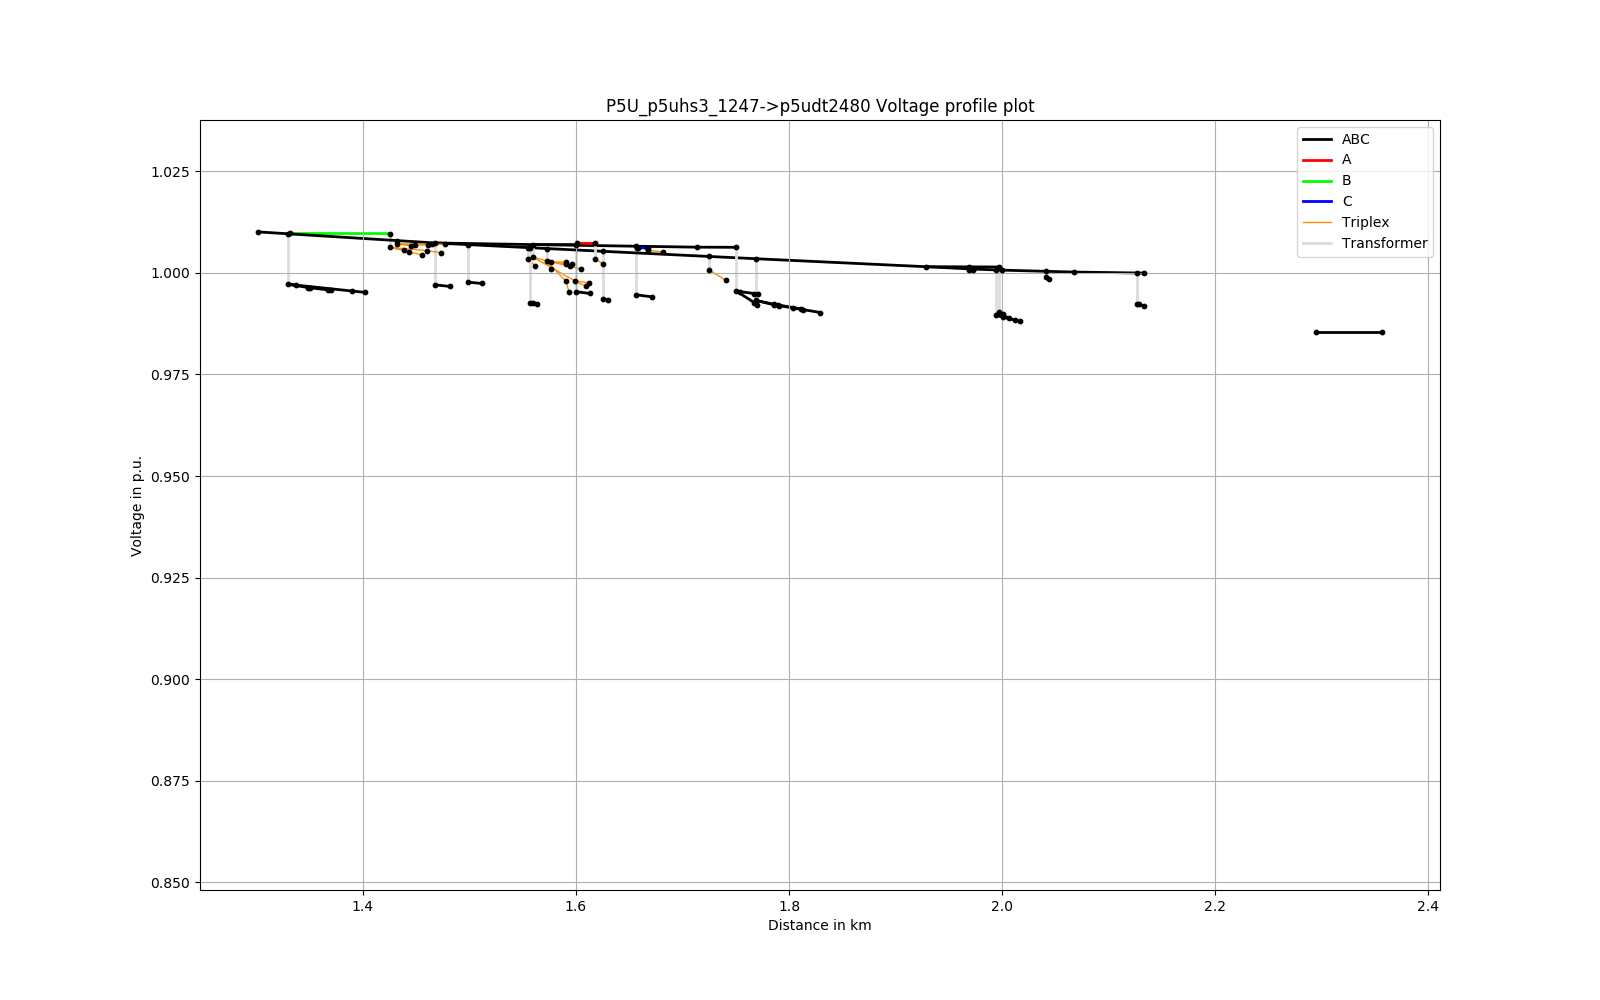 P5U_p5uhs3_1247->p5udt2480 Voltage profile plot
ABC
A
B
C
Triplex
Transformer
1.025
1.000
0.975
0.950
0.925
0.900
0.875
0.850
Voltage in p.u.
1.4 1.6 1.8 2.0 2.2 2.4
Distance in km